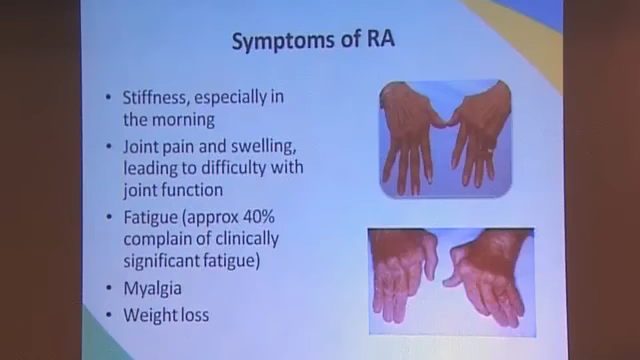 Symptoms of RA
• Stiffness, especially in
the morning
• Joint pain and swelling,
leading to difficulty with
joint function
• Fatigue (approx 40%
complain of clinically
significant fatigue)
• Myalgia
• Weight loss